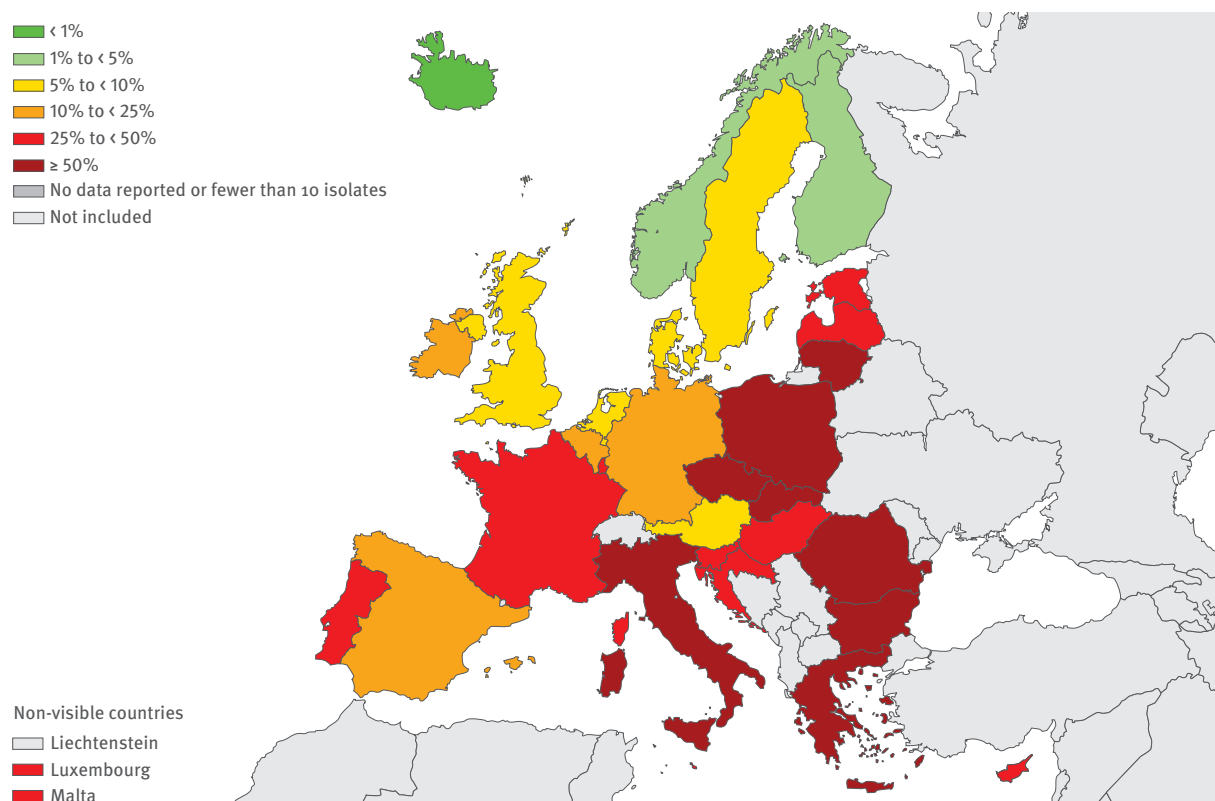 < 1%
1% to < 5%
5% to < 10%
10% to < 25%
25% to < 50%
≥ 50%
No data reported or fewer than 10 isolates
Not included
Non-visible countries
Liechtenstein
Luxembourg
Malta